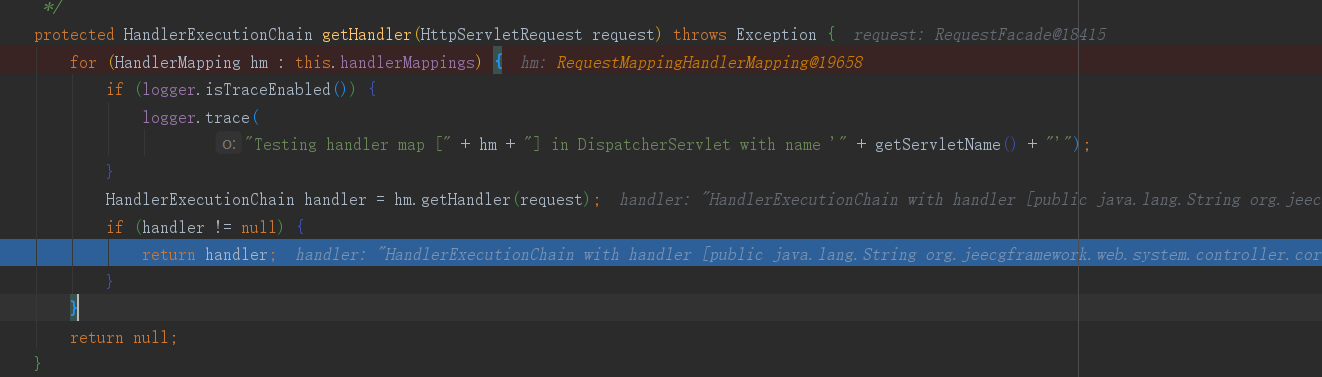 */
protected HandlerExecutionChain getHandler(HttpServletRequest request) throws Exception {  request: RequestFacade@18415
for (HandlerMapping hm : this.handlerMappings) {  hm: RequestMappingHandlerMapping@19658
if (logger.isTraceEnabled()) {
logger.trace(
o: "Testing handler map [" + hm + "] in DispatcherServlet with name '" + getServletName() + "'");
}
HandlerExecutionChain handler = hm.getHandler(request);  handler: "HandlerExecutionChain with handler [public java.lang.String org.jeec
if (handler != null) {
return handler;  handler: "HandlerExecutionChain with handler [public java.lang.String org.jeecgframework.web.system.controller.cor
}
}
return null;
}